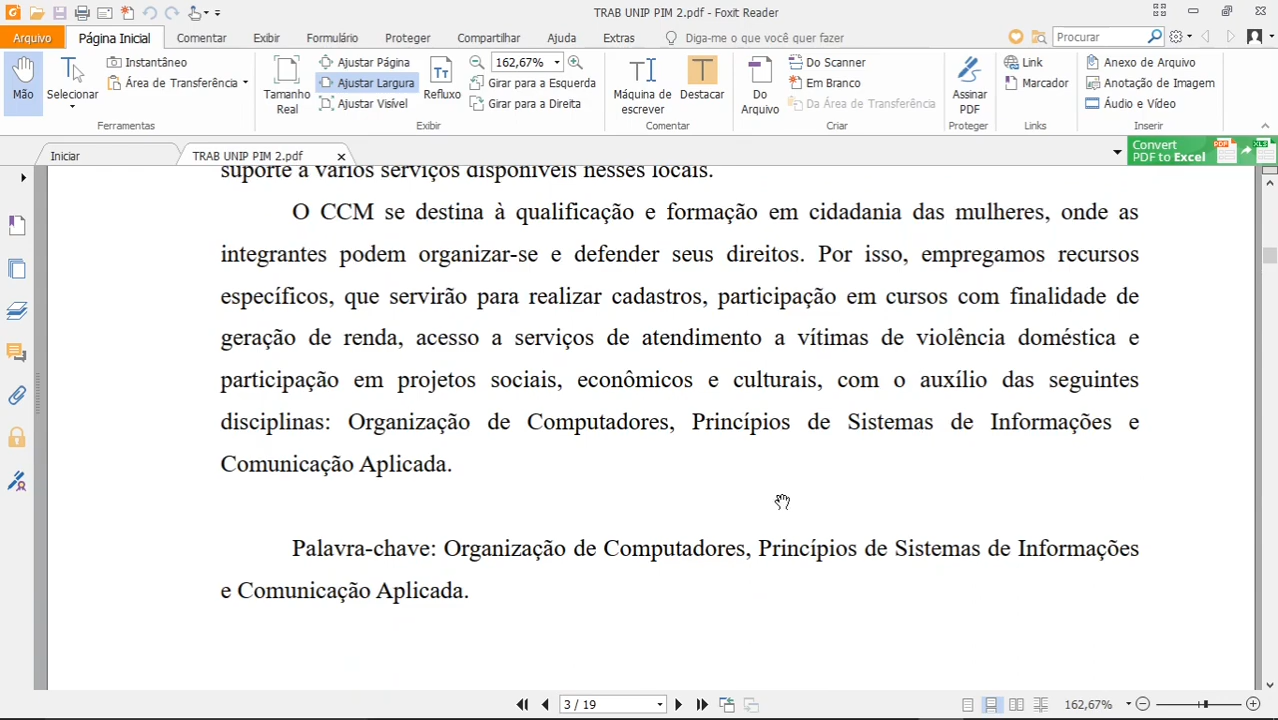 TRAB UNIP PIM 2.pdf - Foxit Reader
Arquivo Página Inicial Comentar Exibir Formulário Proteger Compartilhar Ajuda Extras Diga-me o que você quer fazer Procurar
Mão
Selecionar
Instantâneo
Área de Transferência
Ferramentas
Tamanho
Real
Ajustar Página
Ajustar Largura
Ajustar Visível
Refluxo
162,67%
Girar para a Esquerda
Girar para a Direita
Exibir
Máquina de
escrever
Destacar
Comentar
Do
Arquivo
Do Scanner
Em Branco
Da Área de Transferência
Criar
Assinar
PDF
Proteger
Link
Marcador
Links
Anexo de Arquivo
Anotação de Imagem
Áudio e Vídeo
Inserir
Iniciar TRAB UNIP PIM 2.pdf
Convert
PDF to Excel
suporte a vários serviços disponíveis nesses locais.
O CCM se destina à qualificação e formação em cidadania das mulheres, onde as
integrantes podem organizar-se e defender seus direitos. Por isso, empregamos recursos
específicos, que servirão para realizar cadastros, participação em cursos com finalidade de
geração de renda, acesso a serviços de atendimento a vítimas de violência doméstica e
participação em projetos sociais, econômicos e culturais, com o auxílio das seguintes
disciplinas: Organização de Computadores, Princípios de Sistemas de Informações e
Comunicação Aplicada.
Palavra-chave: Organização de Computadores, Princípios de Sistemas de Informações
e Comunicação Aplicada.
3 / 19 162,67%